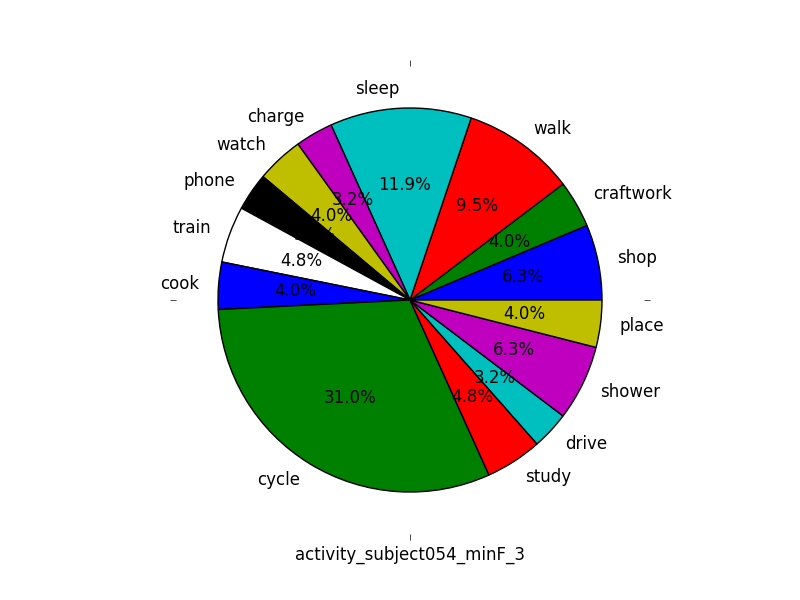 sleep
charge
walk
watch
phone
craftwork
11.9%
3.2%
9.5%
4.0%
train
4.0%
4.8%
shop
6.3%
cook
4.0%
4.0%
place
6.3%
3.2%
shower
31.0%
4.8%
drive
cycle
study
activity_subject054_minF_3